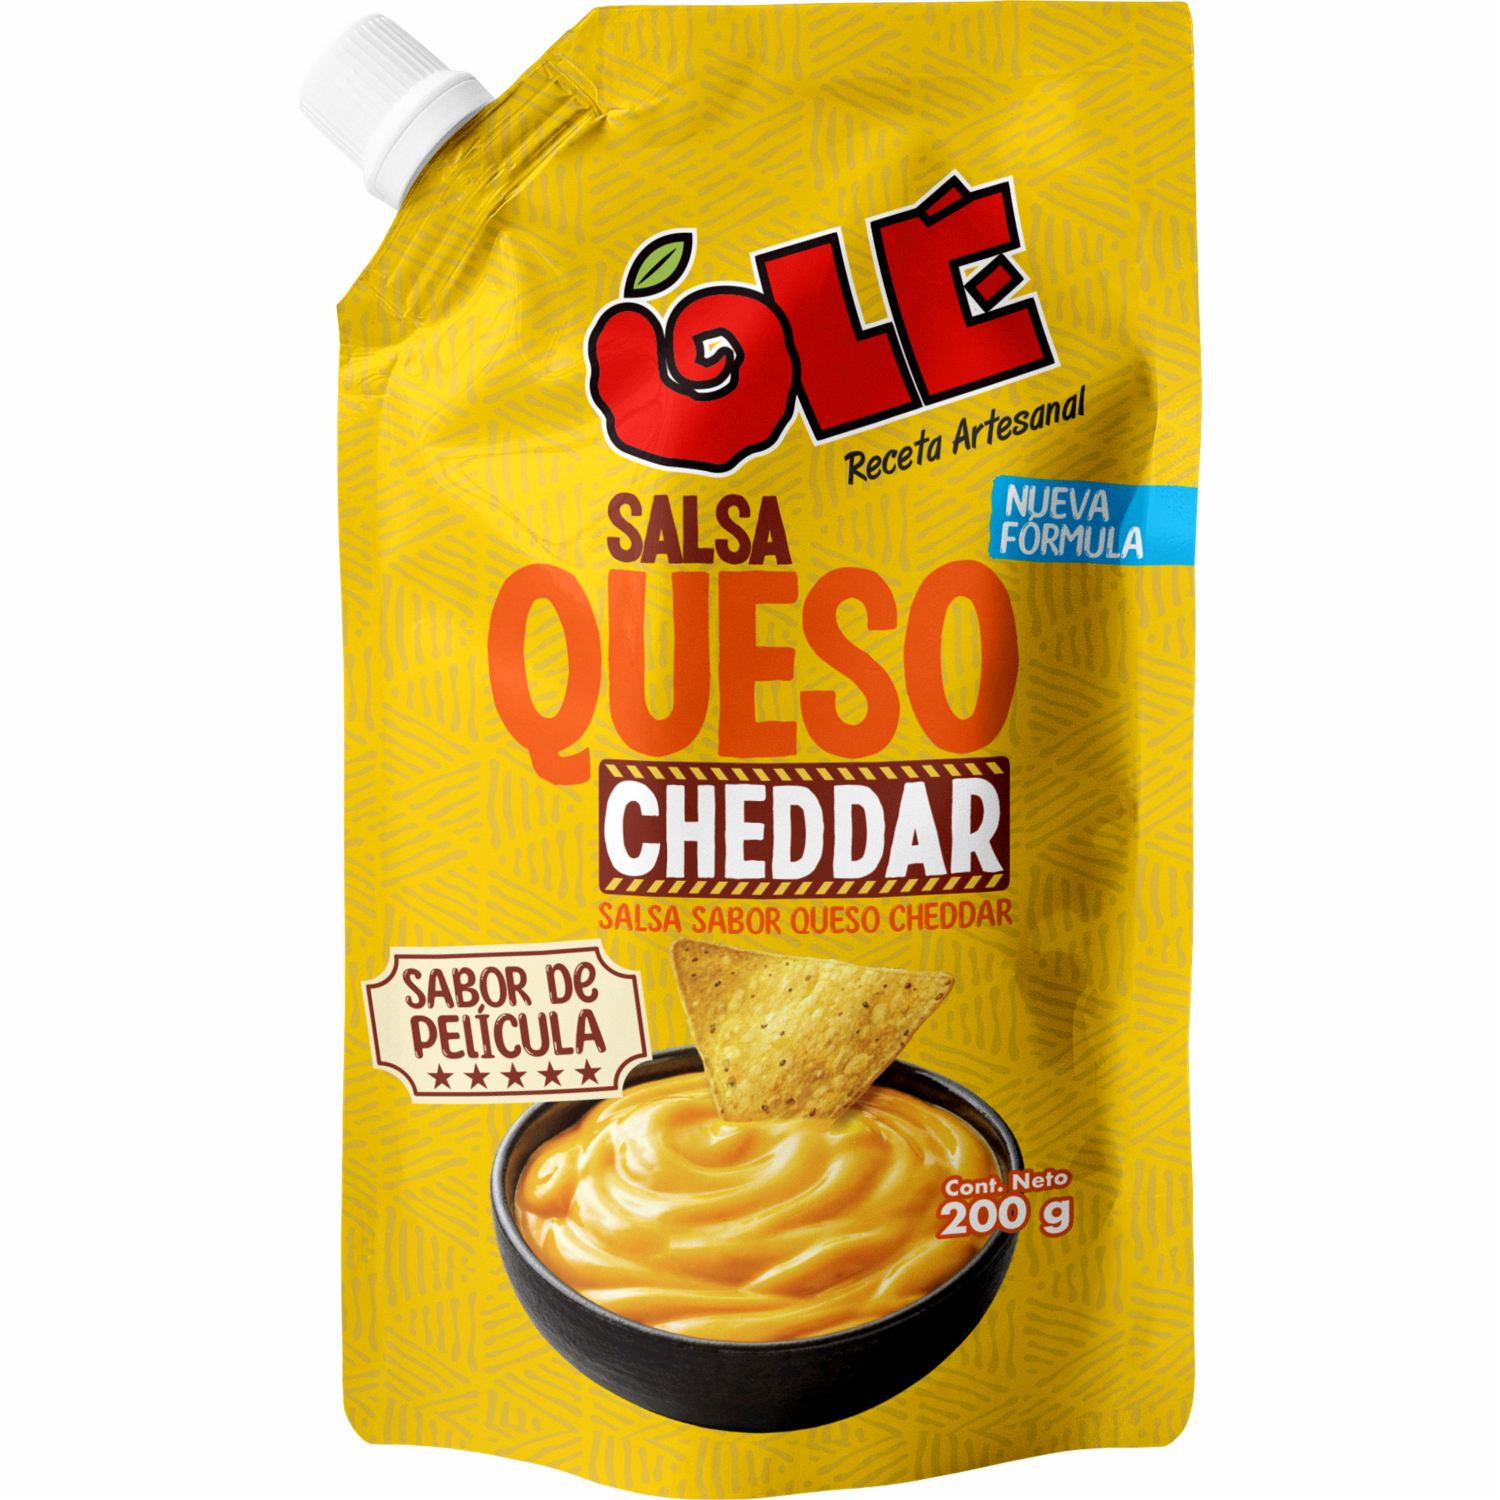 OLÉ
Receta Artesanal
NUEVA
FÓRMULA
SALSA
QUESO
CHEDDAR
SALSA SABOR QUESO CHEDDAR
SABOR DE
PELÍCULA
Cont. Neto
200 g